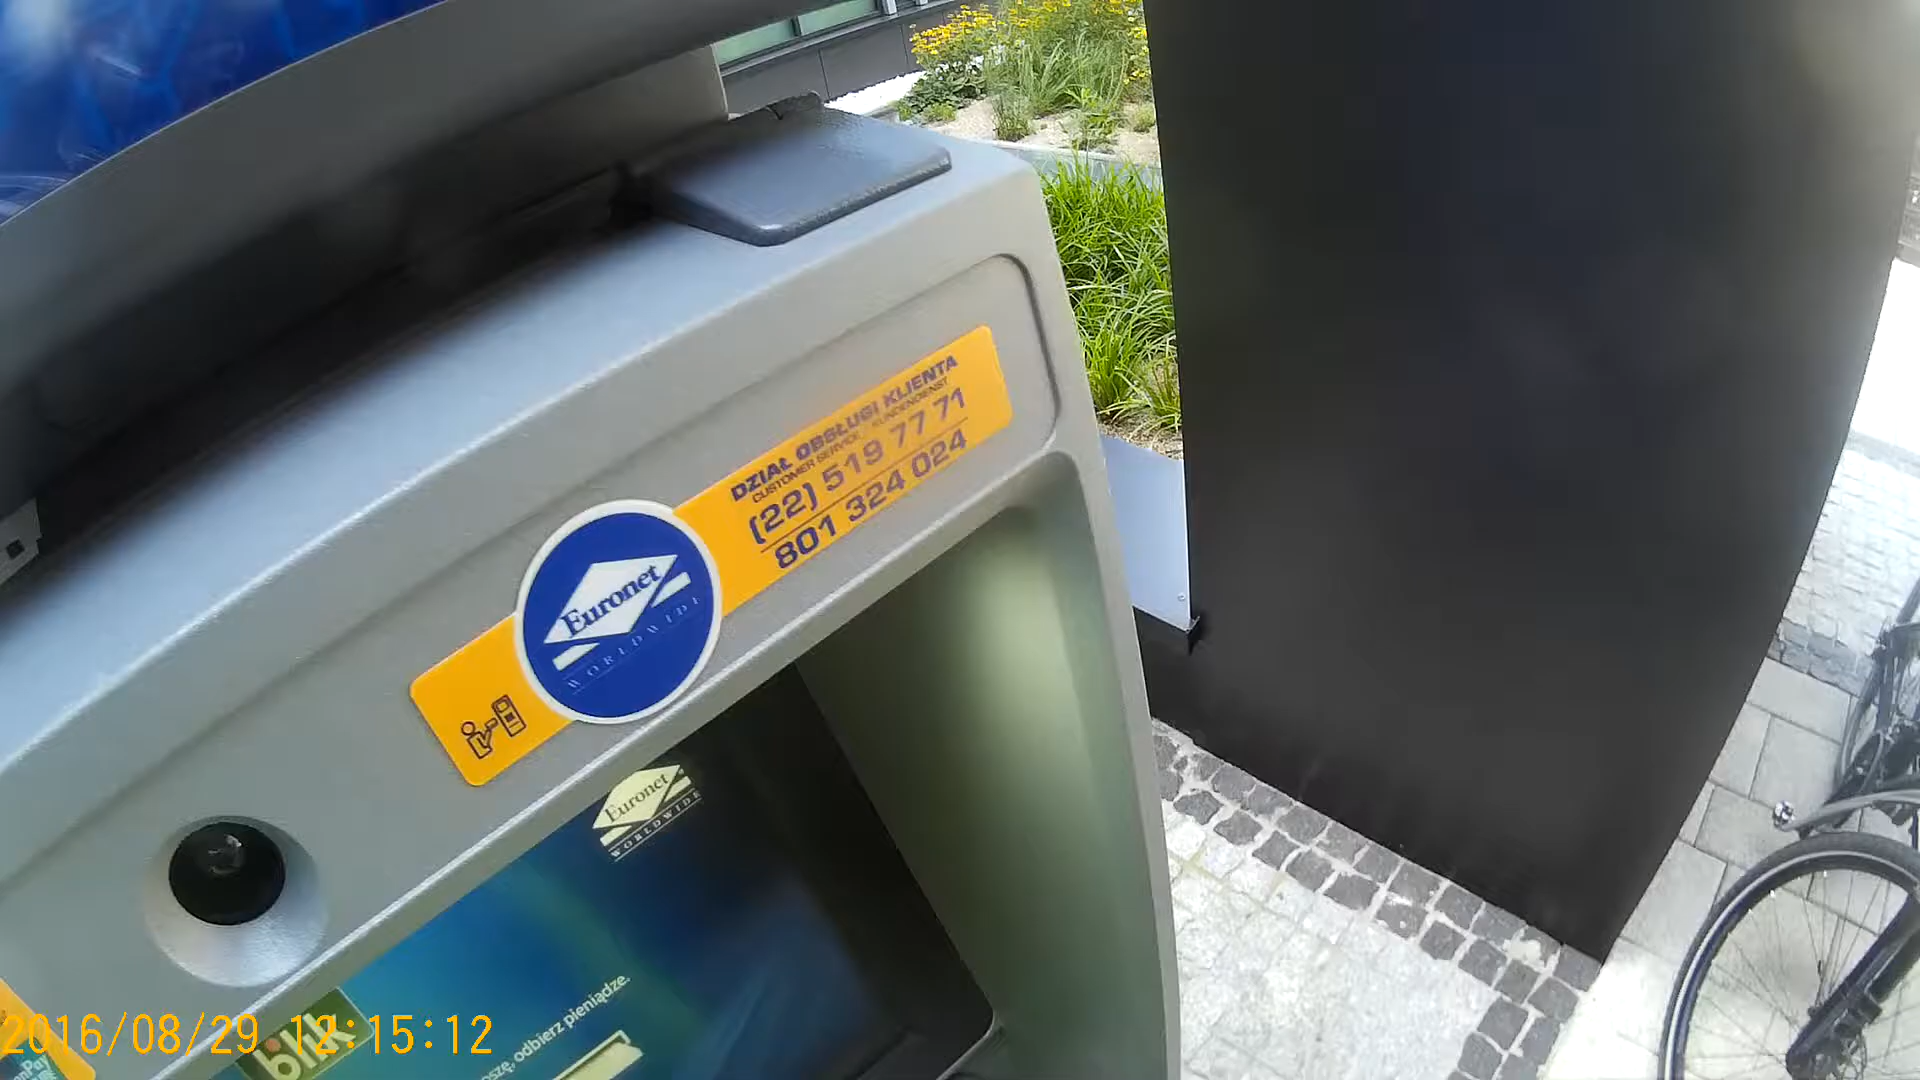 DZIAŁ OBSŁUGI KLIENTA
CUSTOMER SERVICE, KUNDENDIENST
(22) 519 77 71
801 324 024
Euronet
WORLDWIDE
Euronet
WORLDWIDE
odbierz pieniądze.
blik
2016/08/29 12:15:12